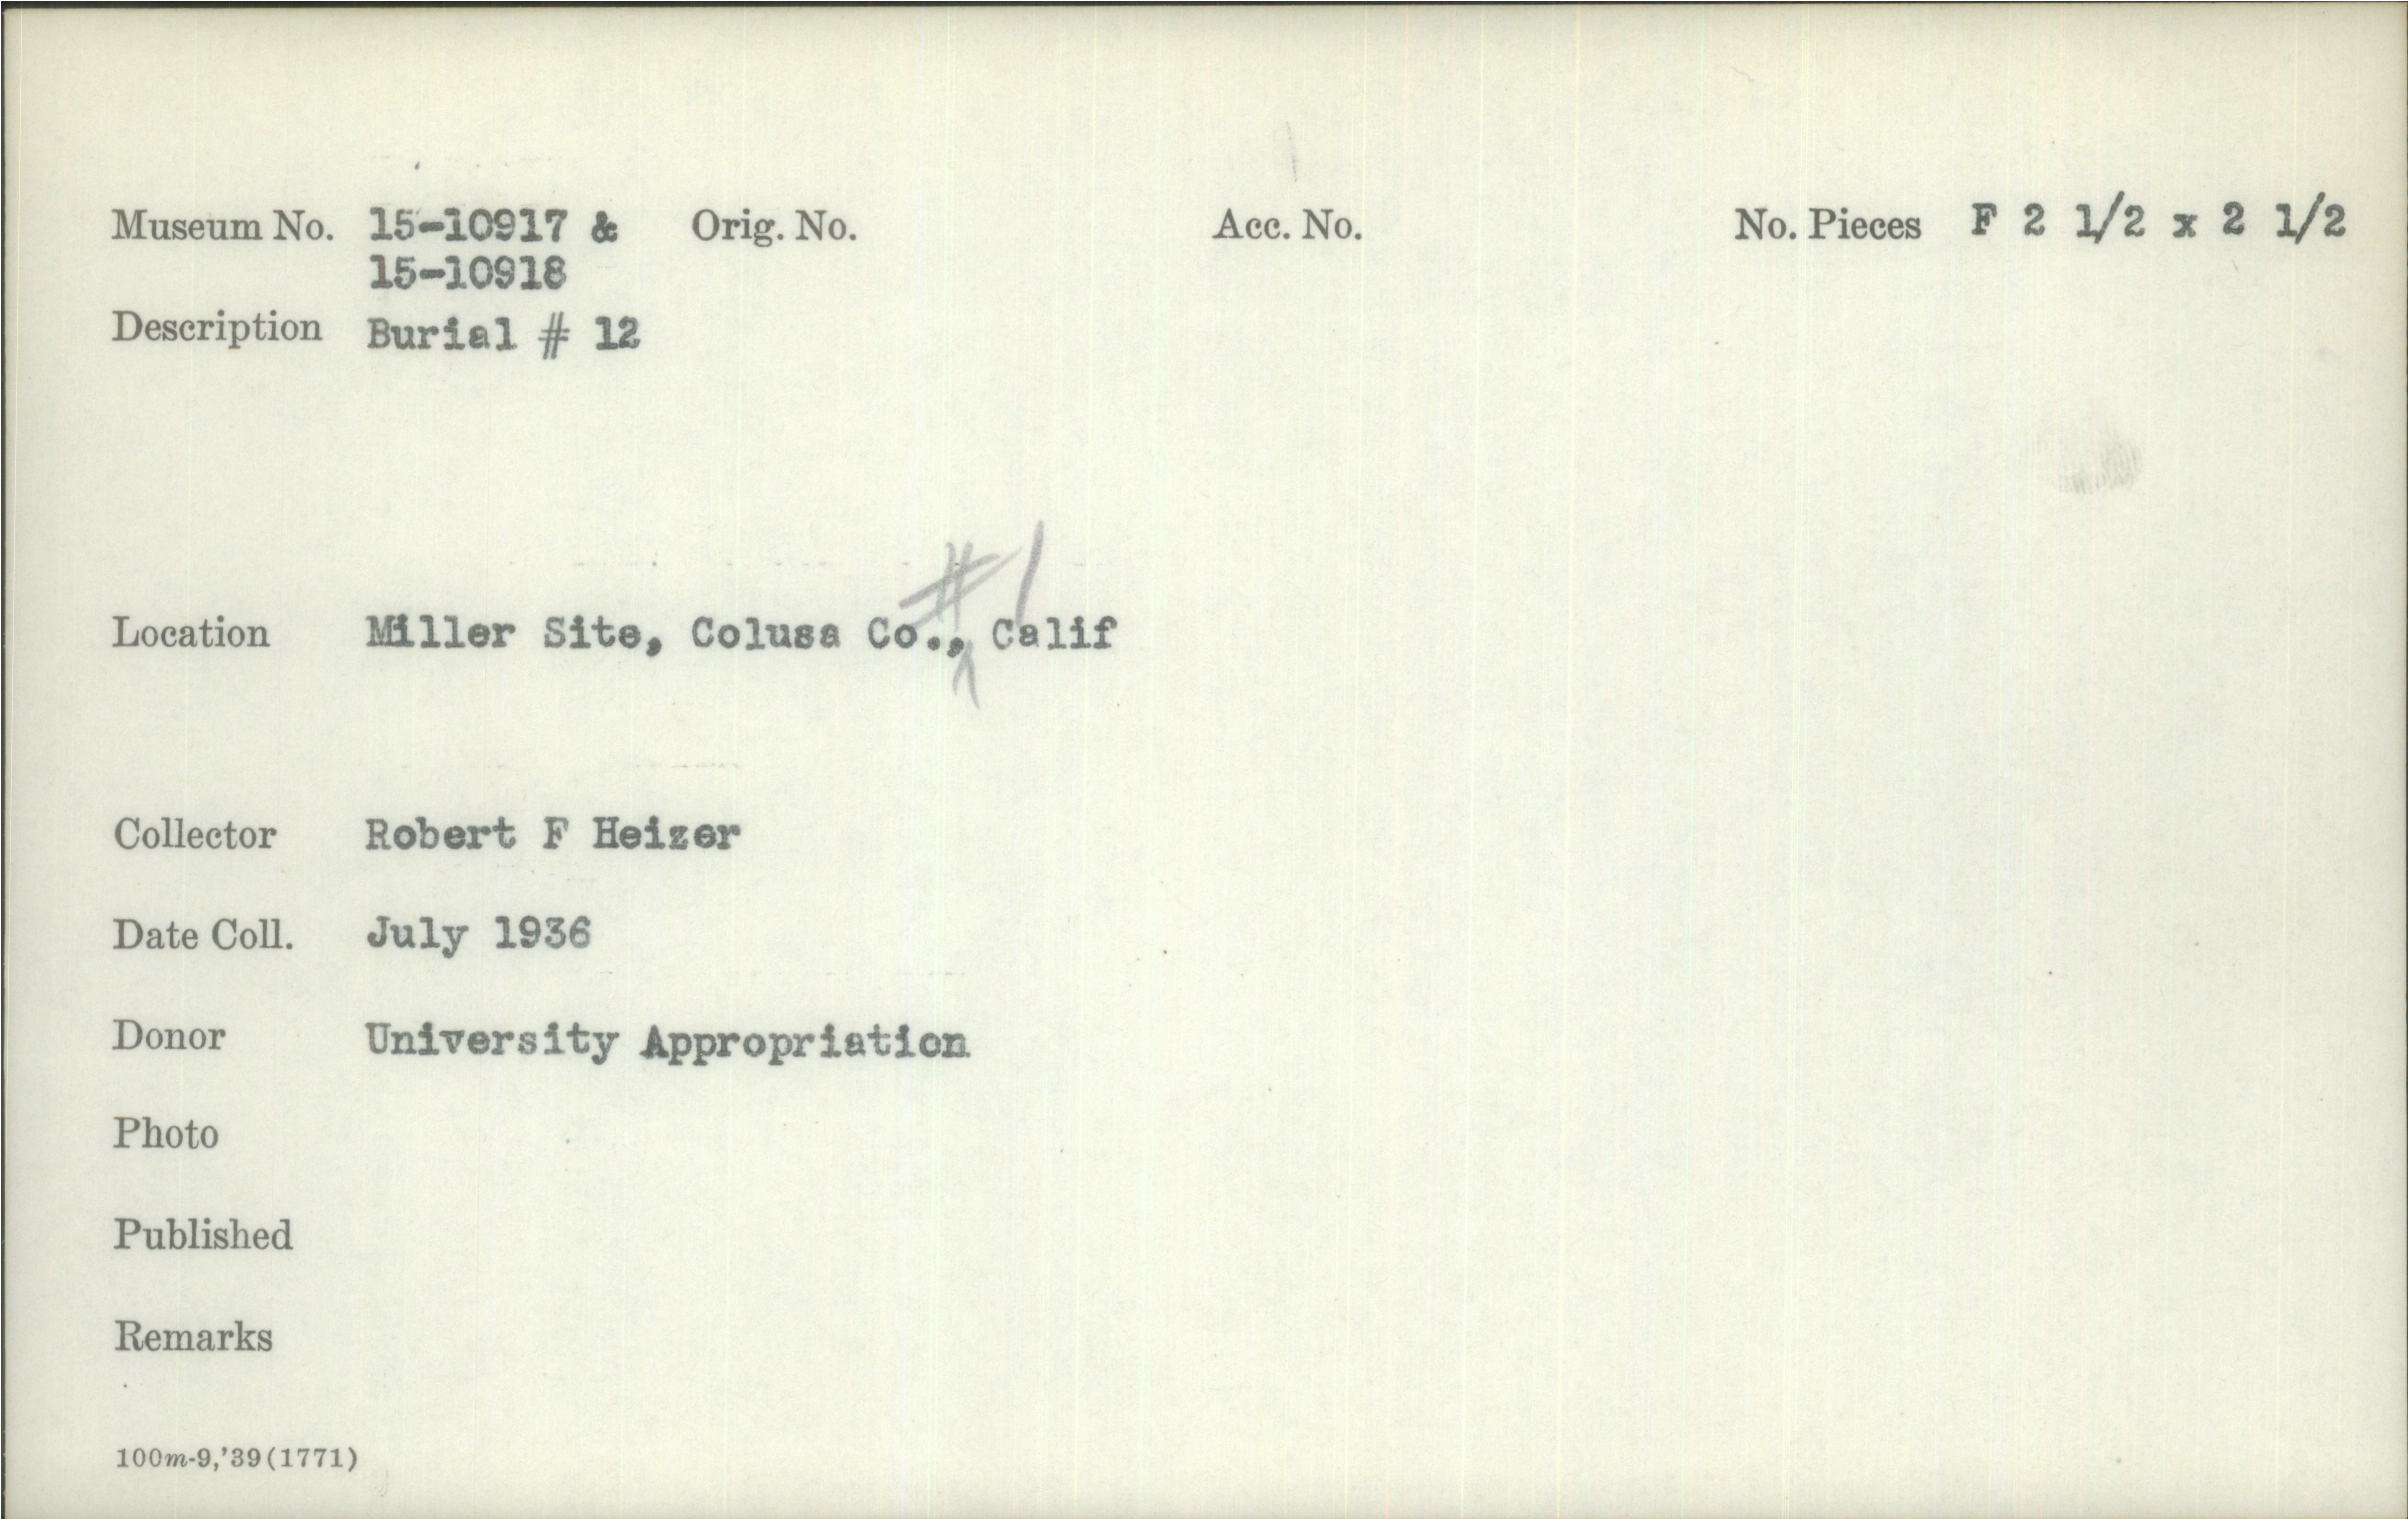 Museum No. 15-10917 & Orig. No. Acc. No. No. Pieces F 2 1/2 x 2 1/2
15-10918
Description Burial # 12
#1
Location Miller Site, Colusa Co., Calif
Collector Robert F Heizer
Date Coll. July 1936
Donor University Appropriation
Photo
Published
Remarks
100m-9,'39(1771)